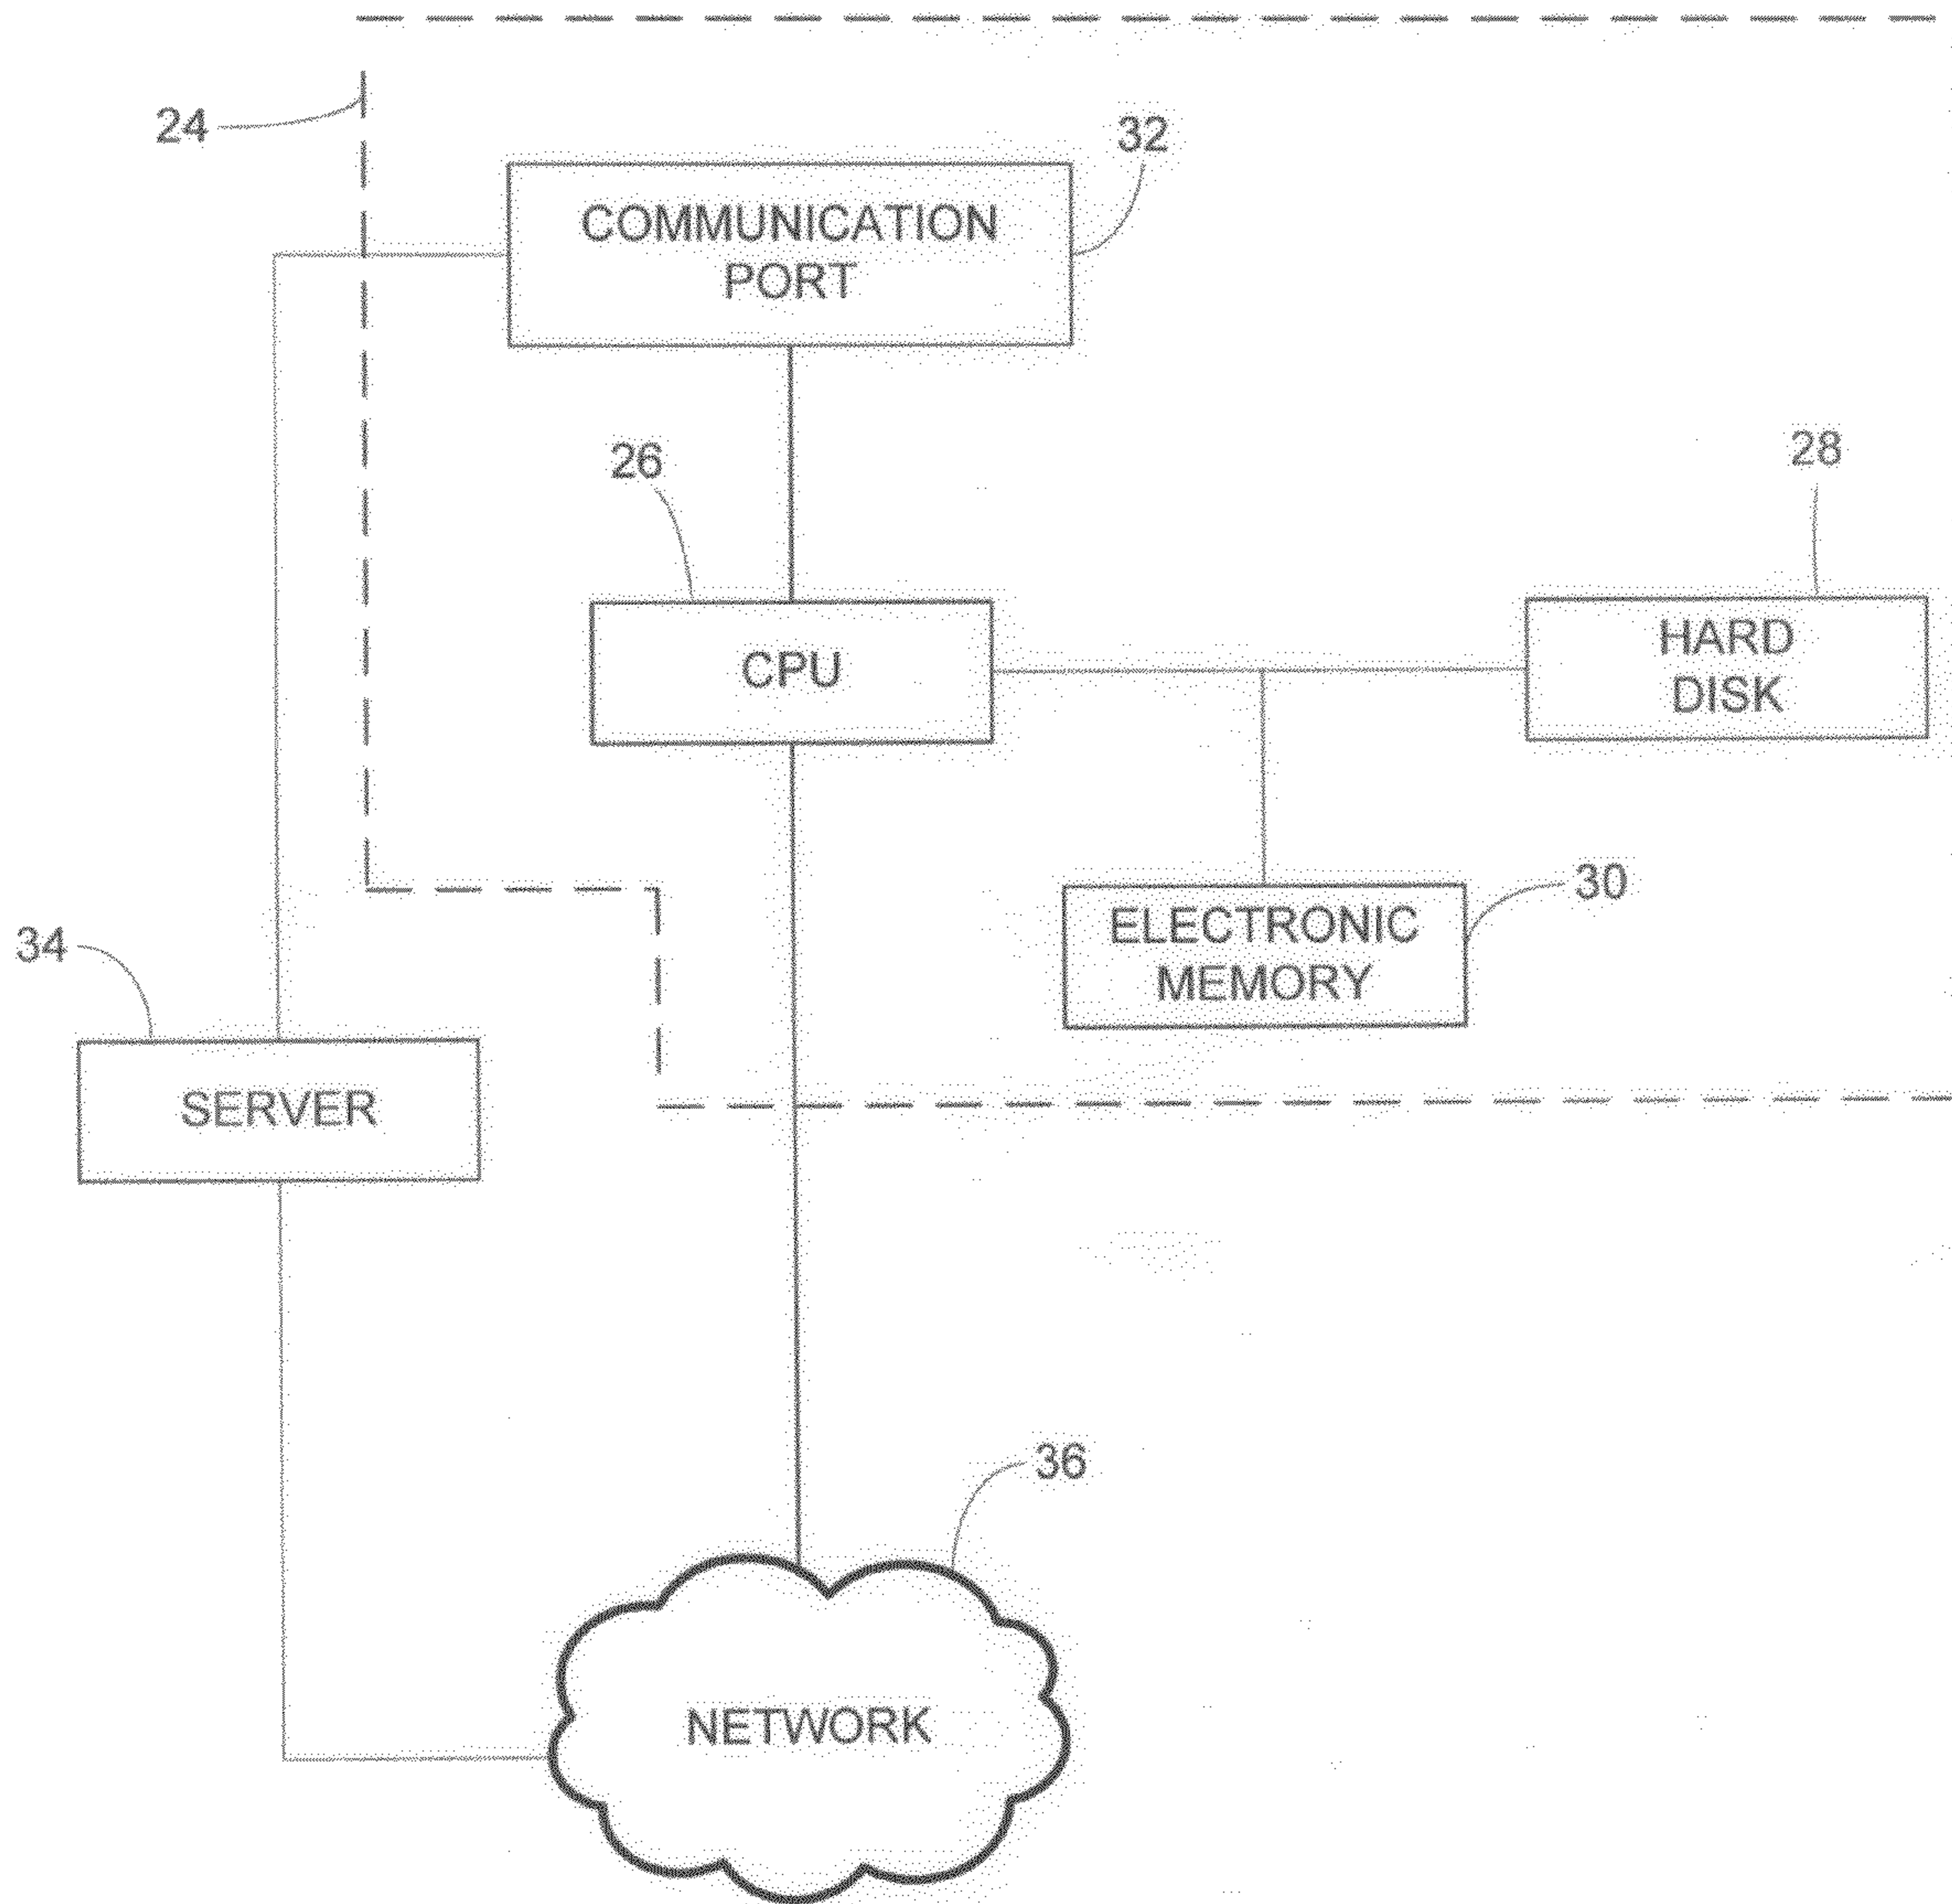 24
32
COMMUNICATION
PORT
26
28
CPU
HARD
DISK
30
ELECTRONIC
MEMORY
34
SERVER
36
NETWORK